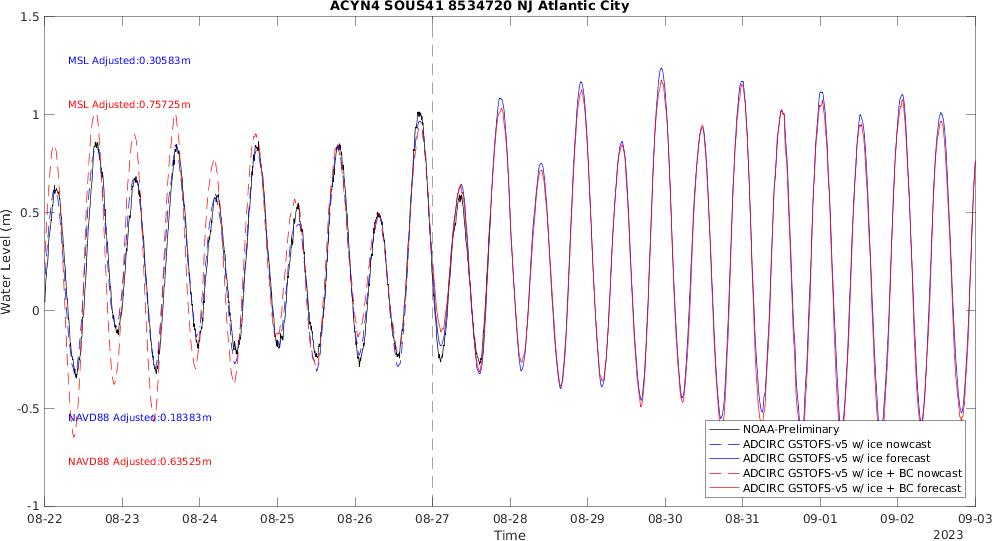 ACYN4 SOUS41 8534720 NJ Atlantic City
1.5
MSL Adjusted:0.30583m
MSL Adjusted:0.75725m
1
0.5
Water Level (m)
0
-0.5
NAVD88 Adjusted:0.18383m
NAVD88 Adjusted:0.63525m
NOAA-Preliminary
ADCIRC GSTOFS-v5 w/ ice nowcast
ADCIRC GSTOFS-v5 w/ ice forecast
ADCIRC GSTOFS-v5 w/ ice + BC nowcast
ADCIRC GSTOFS-v5 w/ ice + BC forecast
-1
08-22 08-23 08-24 08-25 08-26 08-27 08-28 08-29 08-30 08-31 09-01 09-02 09-03
Time
2023